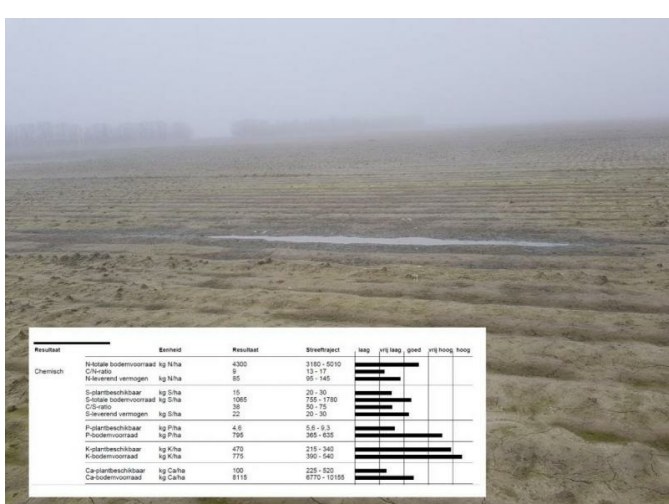 Resultaat Eenheid Resultaat Streeftraject laag vrij laag goed vrij hoog hoog
N-totale bodemvoorraad kg N/ha 4300 3180 - 5010
Chemisch C/N-ratio 9 13 - 17
N-leverend vermogen kg N/ha 85 95 - 145
S-plantbeschikbaar kg S/ha 15 20 - 30
S-totale bodemvoorraad kg S/ha 1065 755 - 1780
C/S-ratio 38 50 - 75
S-leverend vermogen kg S/ha 22 20 - 30
P-plantbeschikbaar kg P/ha 4,6 5,6 - 9,3
P-bodemvoorraad kg P/ha 795 365 - 635
K-plantbeschikbaar kg K/ha 470 215 - 340
K-bodemvoorraad kg K/ha 775 390 - 540
Ca-plantbeschikbaar kg Ca/ha 100 225 - 520
Ca-bodemvoorraad kg Ca/ha 8115 6770 - 10155